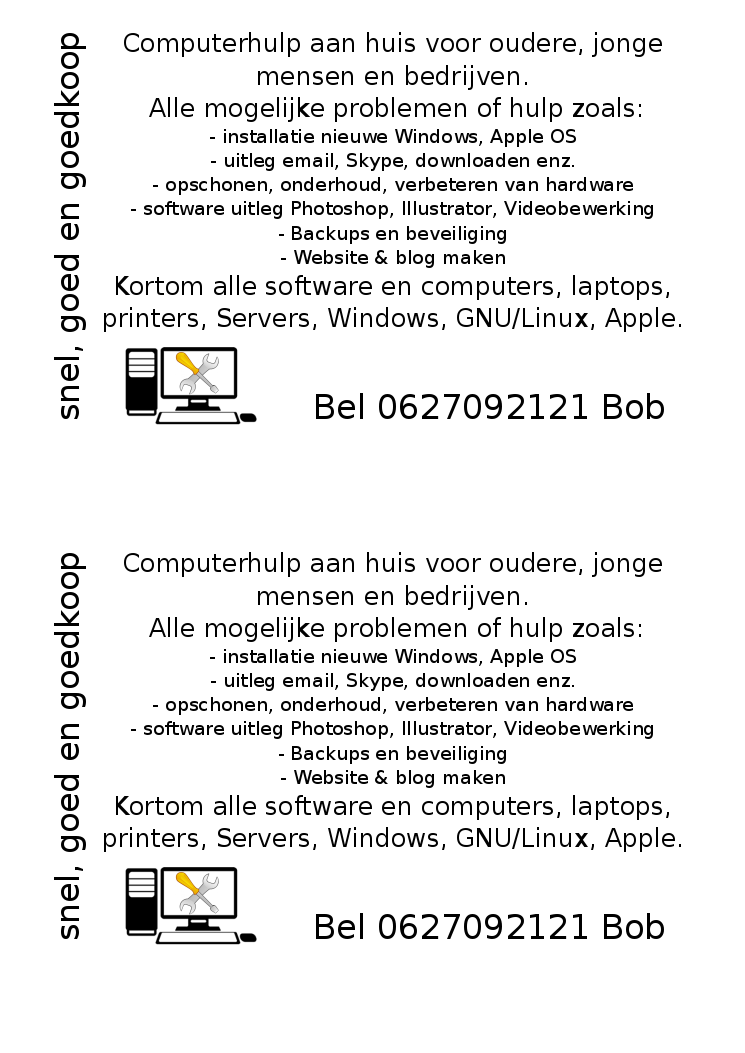 snel, goed en goedkoop
Computerhulp aan huis voor oudere, jonge
mensen en bedrijven.
Alle mogelijke problemen of hulp zoals:
- installatie nieuwe Windows, Apple OS
- uitleg email, Skype, downloaden enz.
- opschonen, onderhoud, verbeteren van hardware
- software uitleg Photoshop, Illustrator, Videobewerking
- Backups en beveiliging
- Website & blog maken
Kortom alle software en computers, laptops,
printers, Servers, Windows, GNU/Linux, Apple.
Bel 0627092121 Bob
snel, goed en goedkoop
Computerhulp aan huis voor oudere, jonge
mensen en bedrijven.
Alle mogelijke problemen of hulp zoals:
- installatie nieuwe Windows, Apple OS
- uitleg email, Skype, downloaden enz.
- opschonen, onderhoud, verbeteren van hardware
- software uitleg Photoshop, Illustrator, Videobewerking
- Backups en beveiliging
- Website & blog maken
Kortom alle software en computers, laptops,
printers, Servers, Windows, GNU/Linux, Apple.
Bel 0627092121 Bob